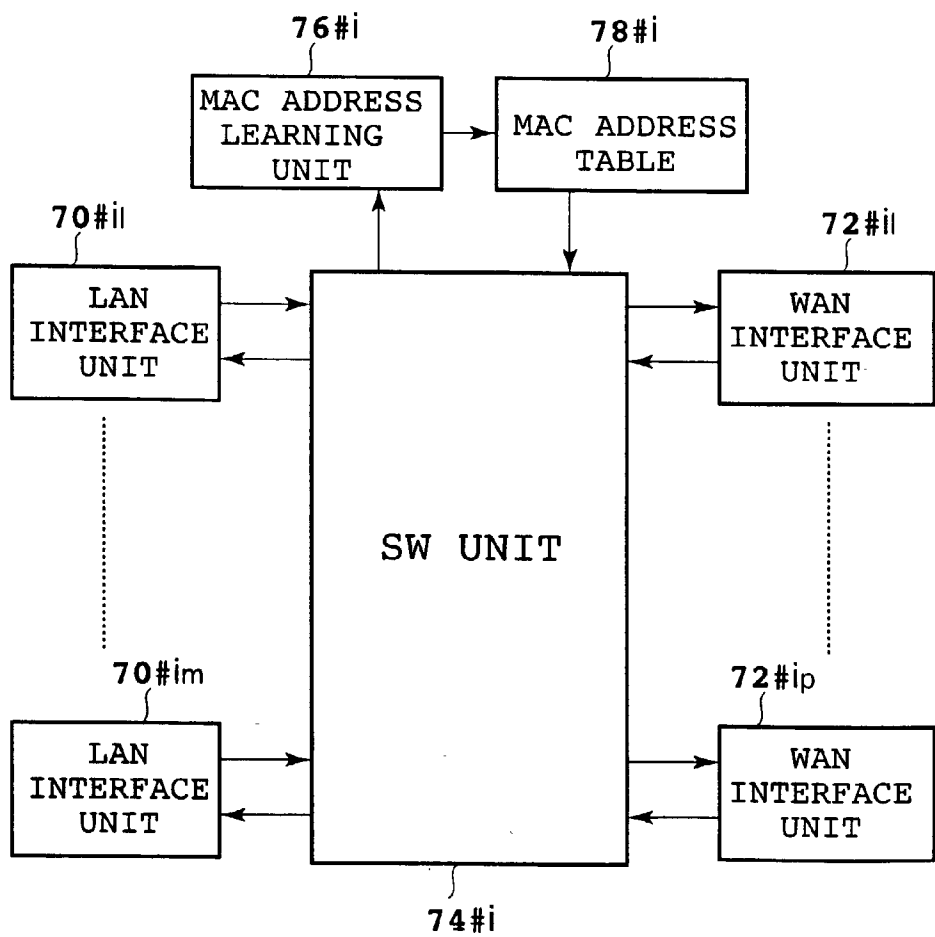 76#i
78#i
MAC ADDRESS
LEARNING
UNIT
MAC ADDRESS
TABLE
70#il
72#il
LAN
INTERFACE
UNIT
WAN
INTERFACE
UNIT
SW UNIT
70#im
72#ip
LAN
INTERFACE
UNIT
WAN
INTERFACE
UNIT
74#i